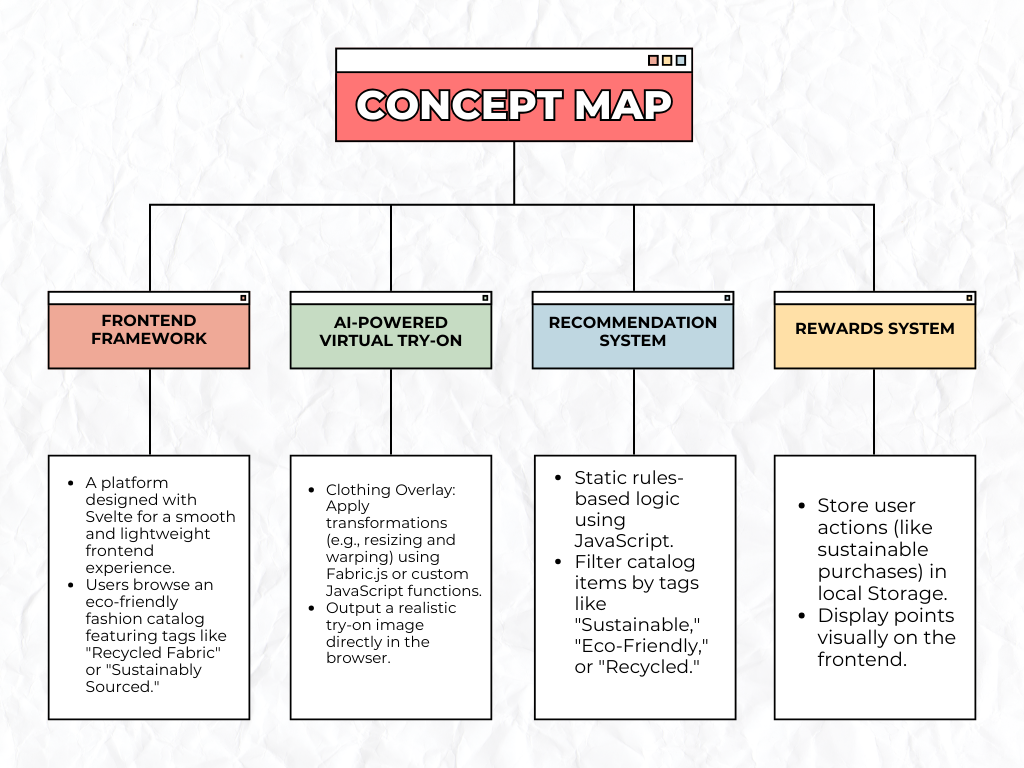 CONCEPT MAP
FRONTEND
FRAMEWORK
AI-POWERED
VIRTUAL TRY-ON
RECOMMENDATION
SYSTEM
REWARDS SYSTEM
• A platform
designed with
Svelte for a smooth
and lightweight
frontend
experience.
• Users browse an
eco-friendly
fashion catalog
featuring tags like
"Recycled Fabric"
or "Sustainably
Sourced."
• Clothing Overlay:
Apply
transformations
(e.g., resizing and
warping) using
Fabric.js or custom
JavaScript functions.
• Output a realistic
try-on image
directly in the
browser.
• Static rules-
based logic
using
JavaScript.
• Filter catalog
items by tags
like
"Sustainable,"
"Eco-Friendly,"
or "Recycled."
• Store user
actions (like
sustainable
purchases) in
local Storage.
• Display points
visually on the
frontend.